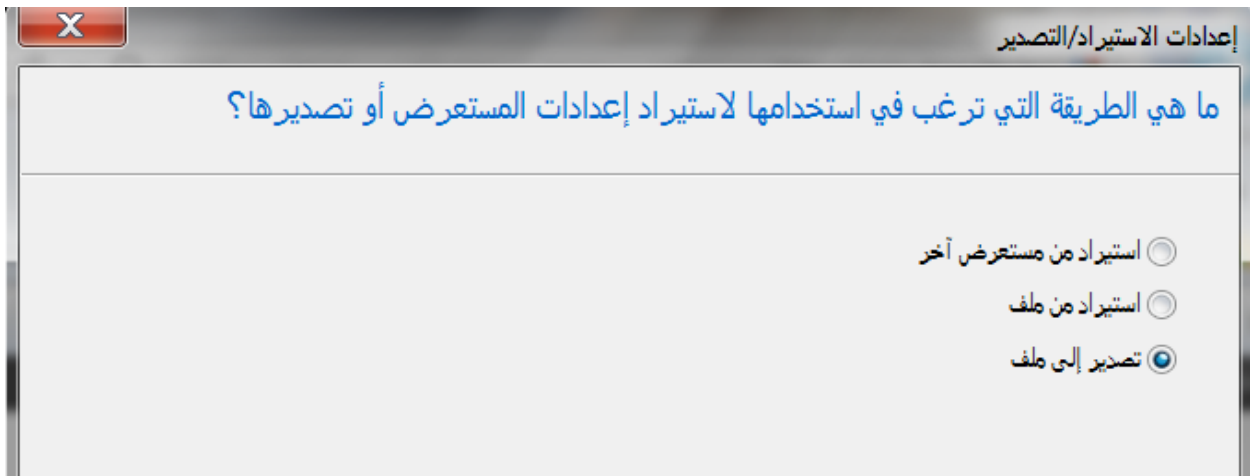 إعدادات الاستيراد/التصدير
ما هي الطريقة التي ترغب في استخدامها لاستيراد إعدادات المستعرض أو تصديرها؟
استيراد من مستعرض آخر
استيراد من ملف
تصدير إلى ملف